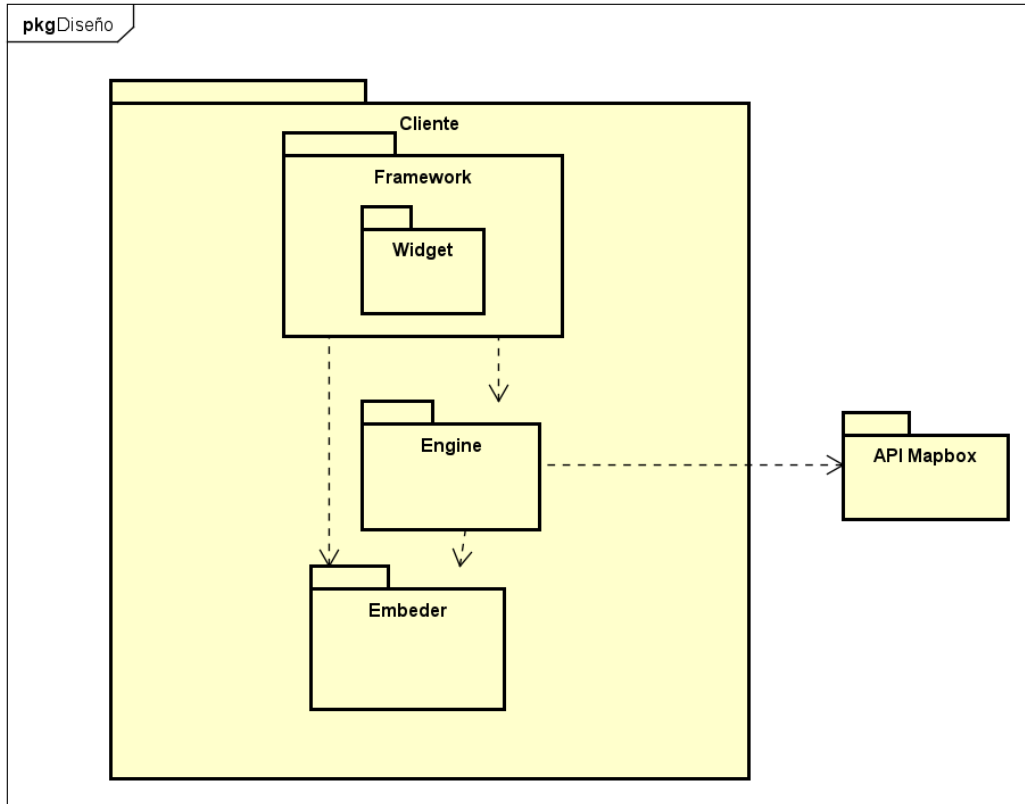 pkgDiseño
Cliente
Framework
Widget
Engine
API Mapbox
Embeder